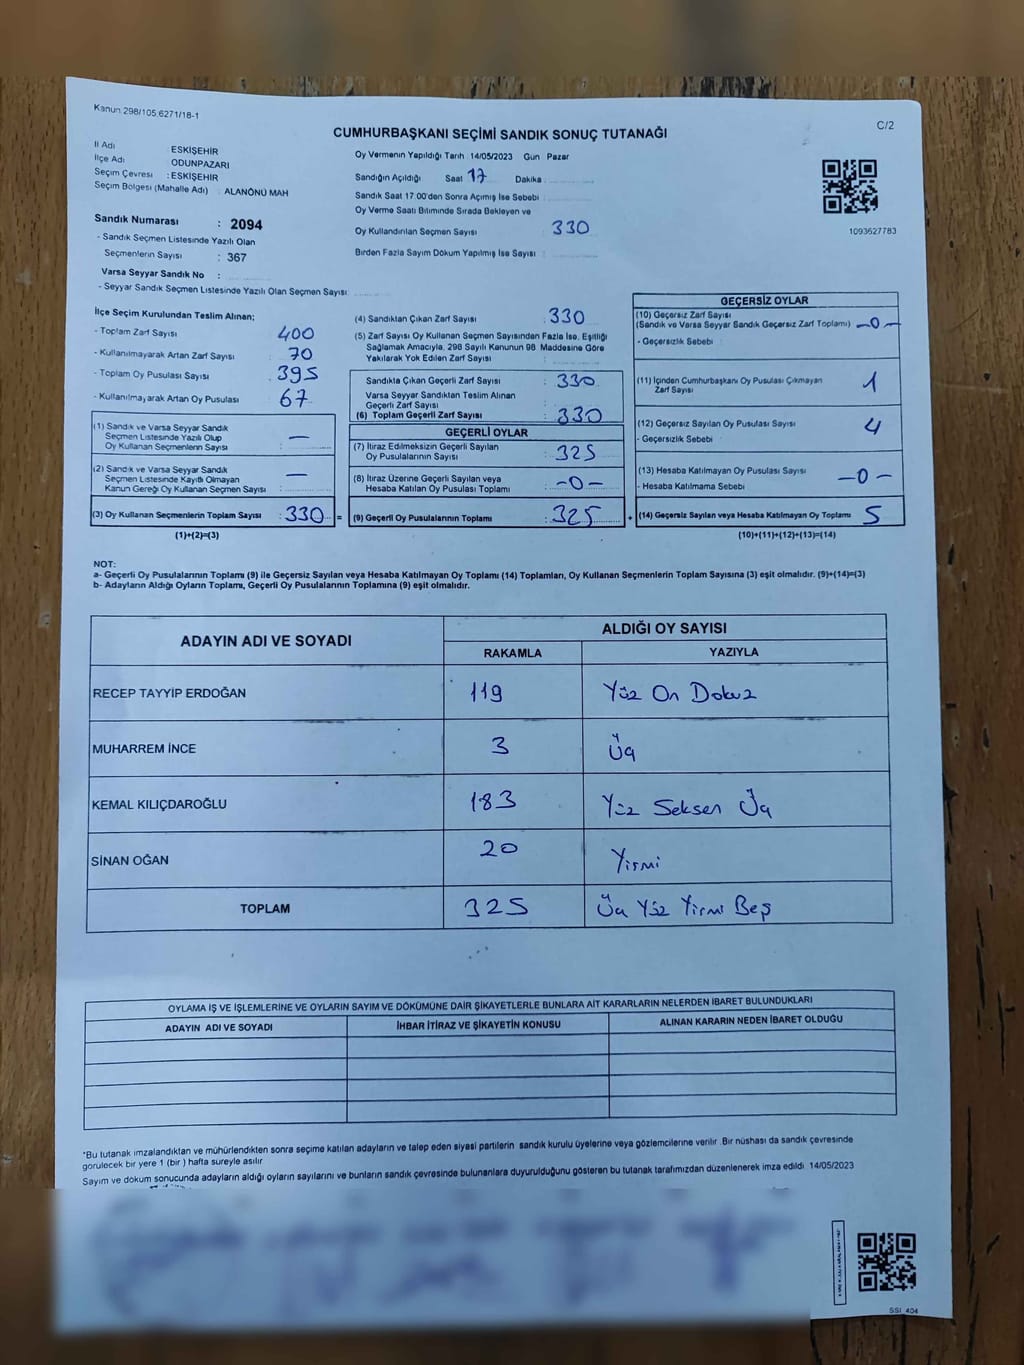 Kanun 298/105,6271/18-1
CUMHURBAŞKANI SEÇİMİ SANDIK SONUÇ TUTANAĞI
C/2
İl Adı ESKİŞEHİR
İlçe Adı ODUNPAZARI
Seçim Çevresi : ESKİŞEHİR
Seçim Bölgesi (Mahalle Adı) : ALANÖNÜ MAH
Sandık Numarası : 2094
- Sandık Seçmen Listesinde Yazılı Olan
Seçmenlerin Sayısı : 367
Varsa Seyyar Sandık No :
- Seyyar Sandık Seçmen Listesinde Yazılı Olan Seçmen Sayısı:
Oy Vermenin Yapıldığı Tarih 14/05/2023 Gün Pazar
Sandığın Açıldığı Saat 17 Dakika :
Sandık Saat 17 00'den Sonra Açılmış İse Sebebi
Oy Verme Saati Bitiminde Sırada Bekleyen ve
Oy Kullandırılan Seçmen Sayısı 330
Birden Fazla Sayım Döküm Yapılmış İse Sayısı
1093627783
İlçe Seçim Kurulundan Teslim Alınan;
- Toplam Zarf Sayısı 400
- Kullanılmayarak Artan Zarf Sayısı 70
- Toplam Oy Pusulası Sayısı 395
- Kullanılmayarak Artan Oy Pusulası 67
(1) Sandık ve Varsa Seyyar Sandık
Seçmen Listesinde Yazılı Olup
Oy Kullanan Seçmenlerin Sayısı : —
(2) Sandık ve Varsa Seyyar Sandık
Seçmen Listesinde Kayıtlı Olmayan
Kanun Gereği Oy Kullanan Seçmen Sayısı : —
(3) Oy Kullanan Seçmenlerin Toplam Sayısı : 330 =
(1)+(2)=(3)
(4) Sandıktan Çıkan Zarf Sayısı : 330
(5) Zarf Sayısı Oy Kullanan Seçmen Sayısından Fazla İse, Eşitliği
Sağlamak Amacıyla, 298 Sayılı Kanunun 98 Maddesine Göre
Yakılarak Yok Edilen Zarf Sayısı
Sandıkta Çıkan Geçerli Zarf Sayısı : 330
Varsa Seyyar Sandıktan Teslim Alınan
Geçerli Zarf Sayısı
(6) Toplam Geçerli Zarf Sayısı : 330
GEÇERLİ OYLAR
(7) İtiraz Edilmeksizin Geçerli Sayılan
Oy Pusulalarının Sayısı : 325
(8) İtiraz Üzerine Geçerli Sayılan veya
Hesaba Katılan Oy Pusulası Toplamı : -0-
(9) Geçerli Oy Pusulalarının Toplamı : 325 +
GEÇERSİZ OYLAR
(10) Geçersiz Zarf Sayısı
(Sandık ve Varsa Seyyar Sandık Geçersiz Zarf Toplamı) -0-
- Geçersizlik Sebebi
(11) İçinden Cumhurbaşkanı Oy Pusulası Çıkmayan
Zarf Sayısı 1
(12) Geçersiz Sayılan Oy Pusulası Sayısı 4
- Geçersizlik Sebebi
(13) Hesaba Katılmayan Oy Pusulası Sayısı -0-
- Hesaba Katılmama Sebebi
(14) Geçersiz Sayılan veya Hesaba Katılmayan Oy Toplamı 5
(10)+(11)+(12)+(13)=(14)
NOT:
a- Geçerli Oy Pusulalarının Toplamı (9) ile Geçersiz Sayılan veya Hesaba Katılmayan Oy Toplamı (14) Toplamları, Oy Kullanan Seçmenlerin Toplam Sayısına (3) eşit olmalıdır. (9)+(14)=(3)
b- Adayların Aldığı Oyların Toplamı, Geçerli Oy Pusulalarının Toplamına (9) eşit olmalıdır.
ADAYIN ADI VE SOYADI
ALDIĞI OY SAYISI
RAKAMLA YAZIYLA
RECEP TAYYİP ERDOĞAN 119 Yüz On Dokuz
MUHARREM İNCE 3 Üç
KEMAL KILIÇDAROĞLU 183 Yüz Seksen Üç
SİNAN OĞAN 20 Yirmi
TOPLAM 325 Üç Yüz Yirmi Beş
OYLAMA İŞ VE İŞLEMLERİNE VE OYLARIN SAYIM VE DÖKÜMÜNE DAİR ŞİKAYETLERLE BUNLARA AİT KARARLARIN NELERDEN İBARET BULUNDUKLARI
ADAYIN ADI VE SOYADI İHBAR İTİRAZ VE ŞİKAYETİN KONUSU ALINAN KARARIN NEDEN İBARET OLDUĞU
*Bu tutanak imzalandıktan ve mühürlendikten sonra seçime katılan adayların ve talep eden siyasi partilerin sandık kurulu üyelerine veya gözlemcilerine verilir .Bir nüshası da sandık çevresinde
görülecek bir yere 1 (bir) hafta süreyle asılır
Sayım ve döküm sonucunda adayların aldığı oyların sayılarını ve bunların sandık çevresinde bulunanlara duyurulduğunu gösteren bu tutanak tarafımızdan düzenlenerek imza edildi 14/05/2023
SSI_404